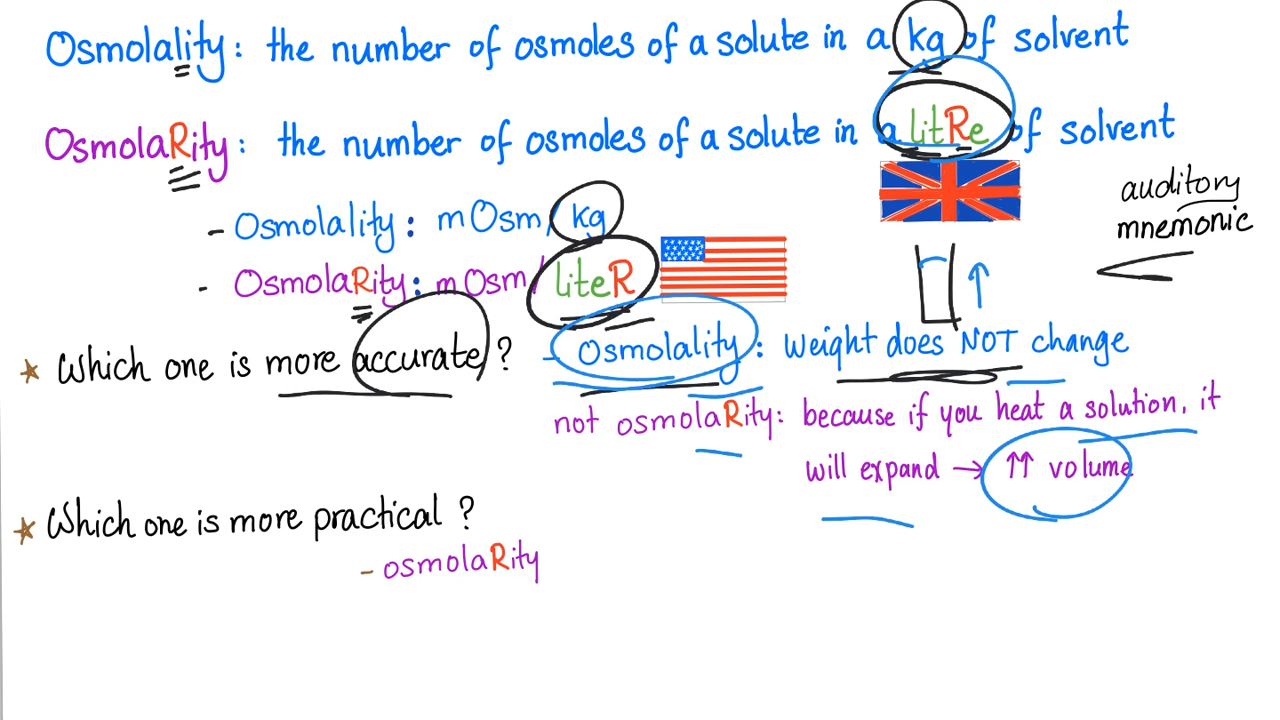 Osmolality: the number of osmoles of a solute in a kg of solvent
OsmolaRity: the number of osmoles of a solute in a litRe of solvent
auditory
mnemonic
- Osmolality: mOsm/kg
- OsmolaRity: mOsm/liteR
* Which one is more accurate? - Osmolality: weight does NOT change
not osmolaRity: because if you heat a solution, it
will expand → ↑↑ volume
* Which one is more practical?
- osmolaRity